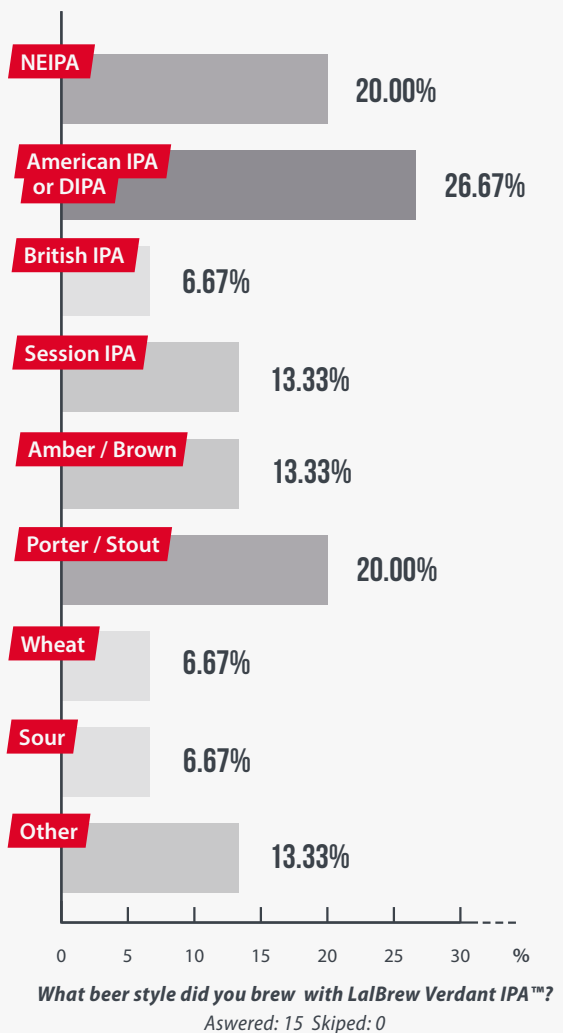 NEIPA
20.00%
American IPA
or DIPA
26.67%
British IPA
6.67%
Session IPA
13.33%
Amber / Brown
13.33%
Porter / Stout
20.00%
Wheat
6.67%
Sour
6.67%
Other
13.33%
0 5 10 15 20 25 30 %
What beer style did you brew with LalBrew Verdant IPA™?
Aswered: 15 Skiped: 0